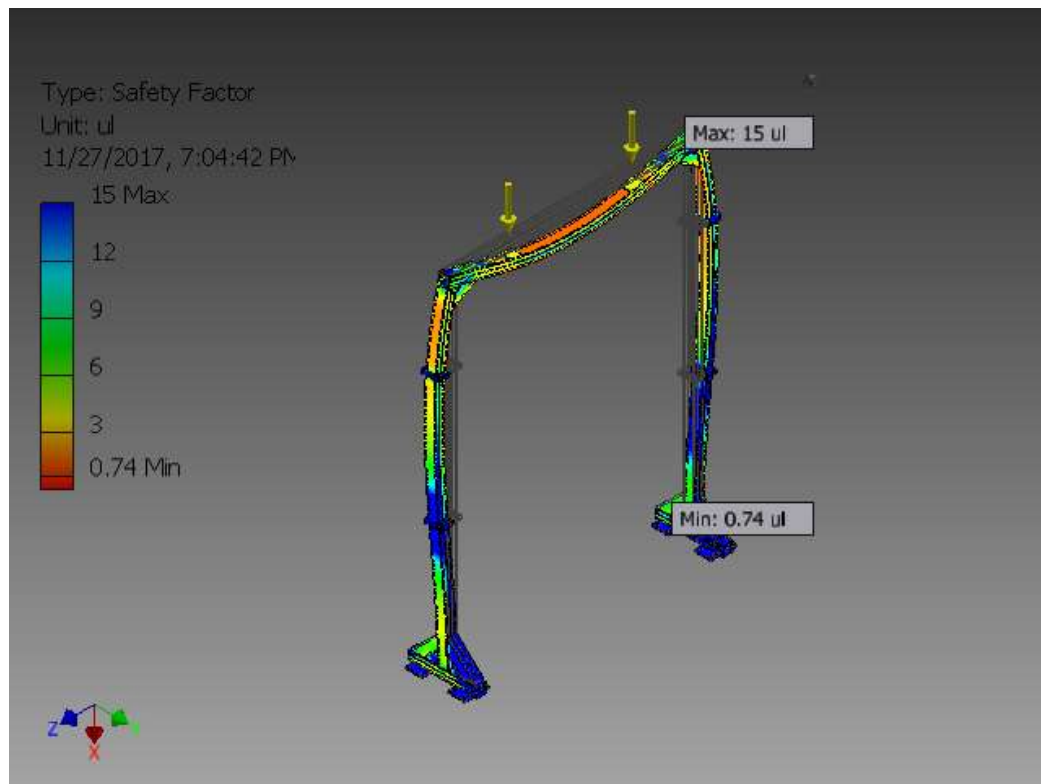 Type: Safety Factor
Unit: ul
11/27/2017, 7:04:42 PM
15 Max
12
9
6
3
0.74 Min
Max: 15 ul
Min: 0.74 ul
Z
Y
X